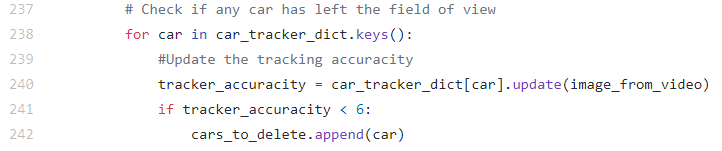 237 # Check if any car has left the field of view
238 for car in car_tracker_dict.keys():
239 #Update the tracking accuracity
240 tracker_accuracity = car_tracker_dict[car].update(image_from_video)
241 if tracker_accuracity < 6:
242 cars_to_delete.append(car)